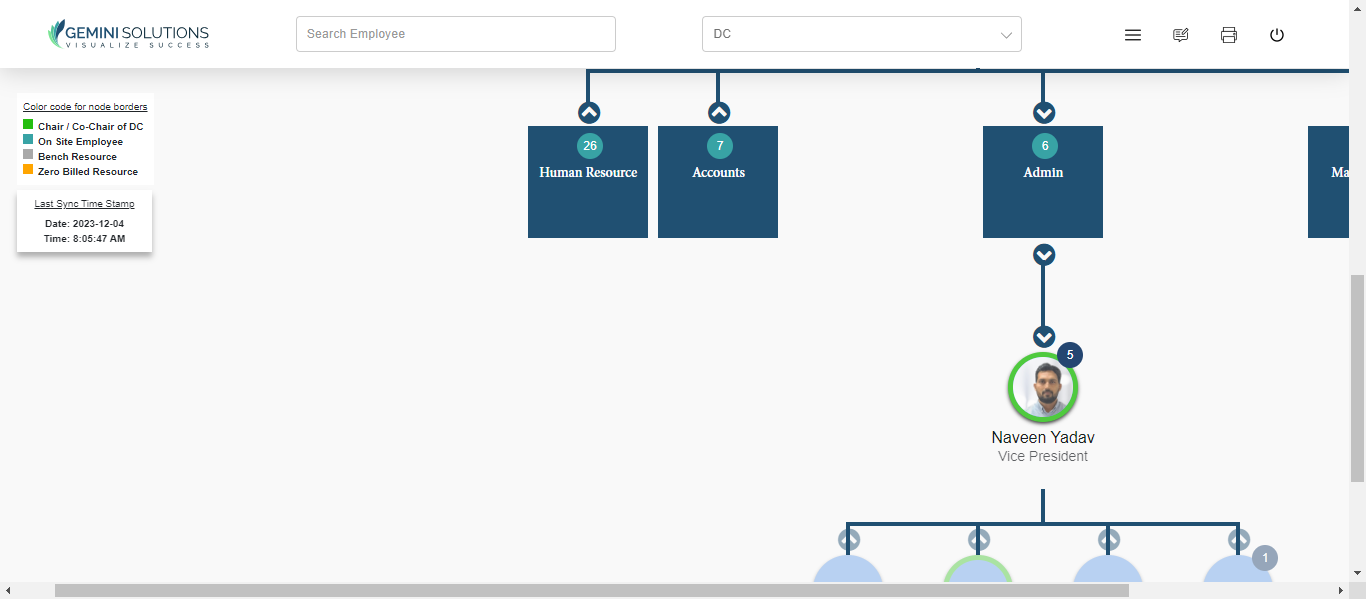 GEMINI SOLUTIONS
VISUALIZE SUCCESS
Search Employee
DC
Color code for node borders
Chair / Co-Chair of DC
On Site Employee
Bench Resource
Zero Billed Resource
Last Sync Time Stamp
Date: 2023-12-04
Time: 8:05:47 AM
26
Human Resource
7
Accounts
6
Admin
Ma
5
Naveen Yadav
Vice President
1